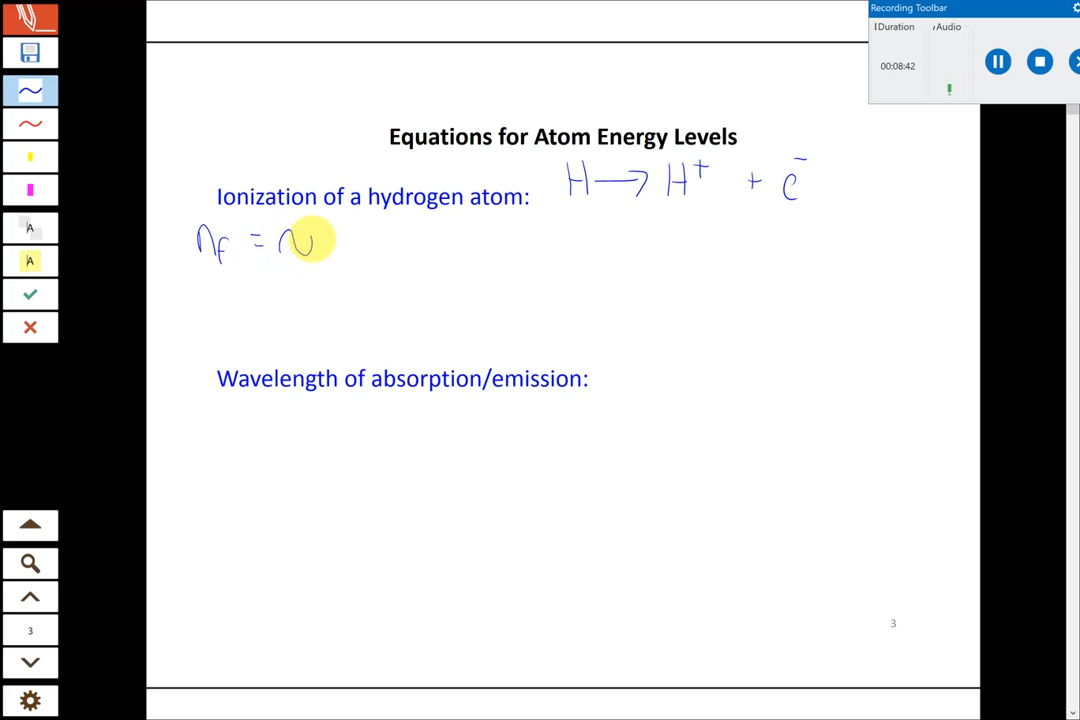 Recording Toolbar
Duration
Audio
00:08:42
Equations for Atom Energy Levels
Ionization of a hydrogen atom: H → H⁺ + e⁻
n_f =
Wavelength of absorption/emission:
A
A
3
3